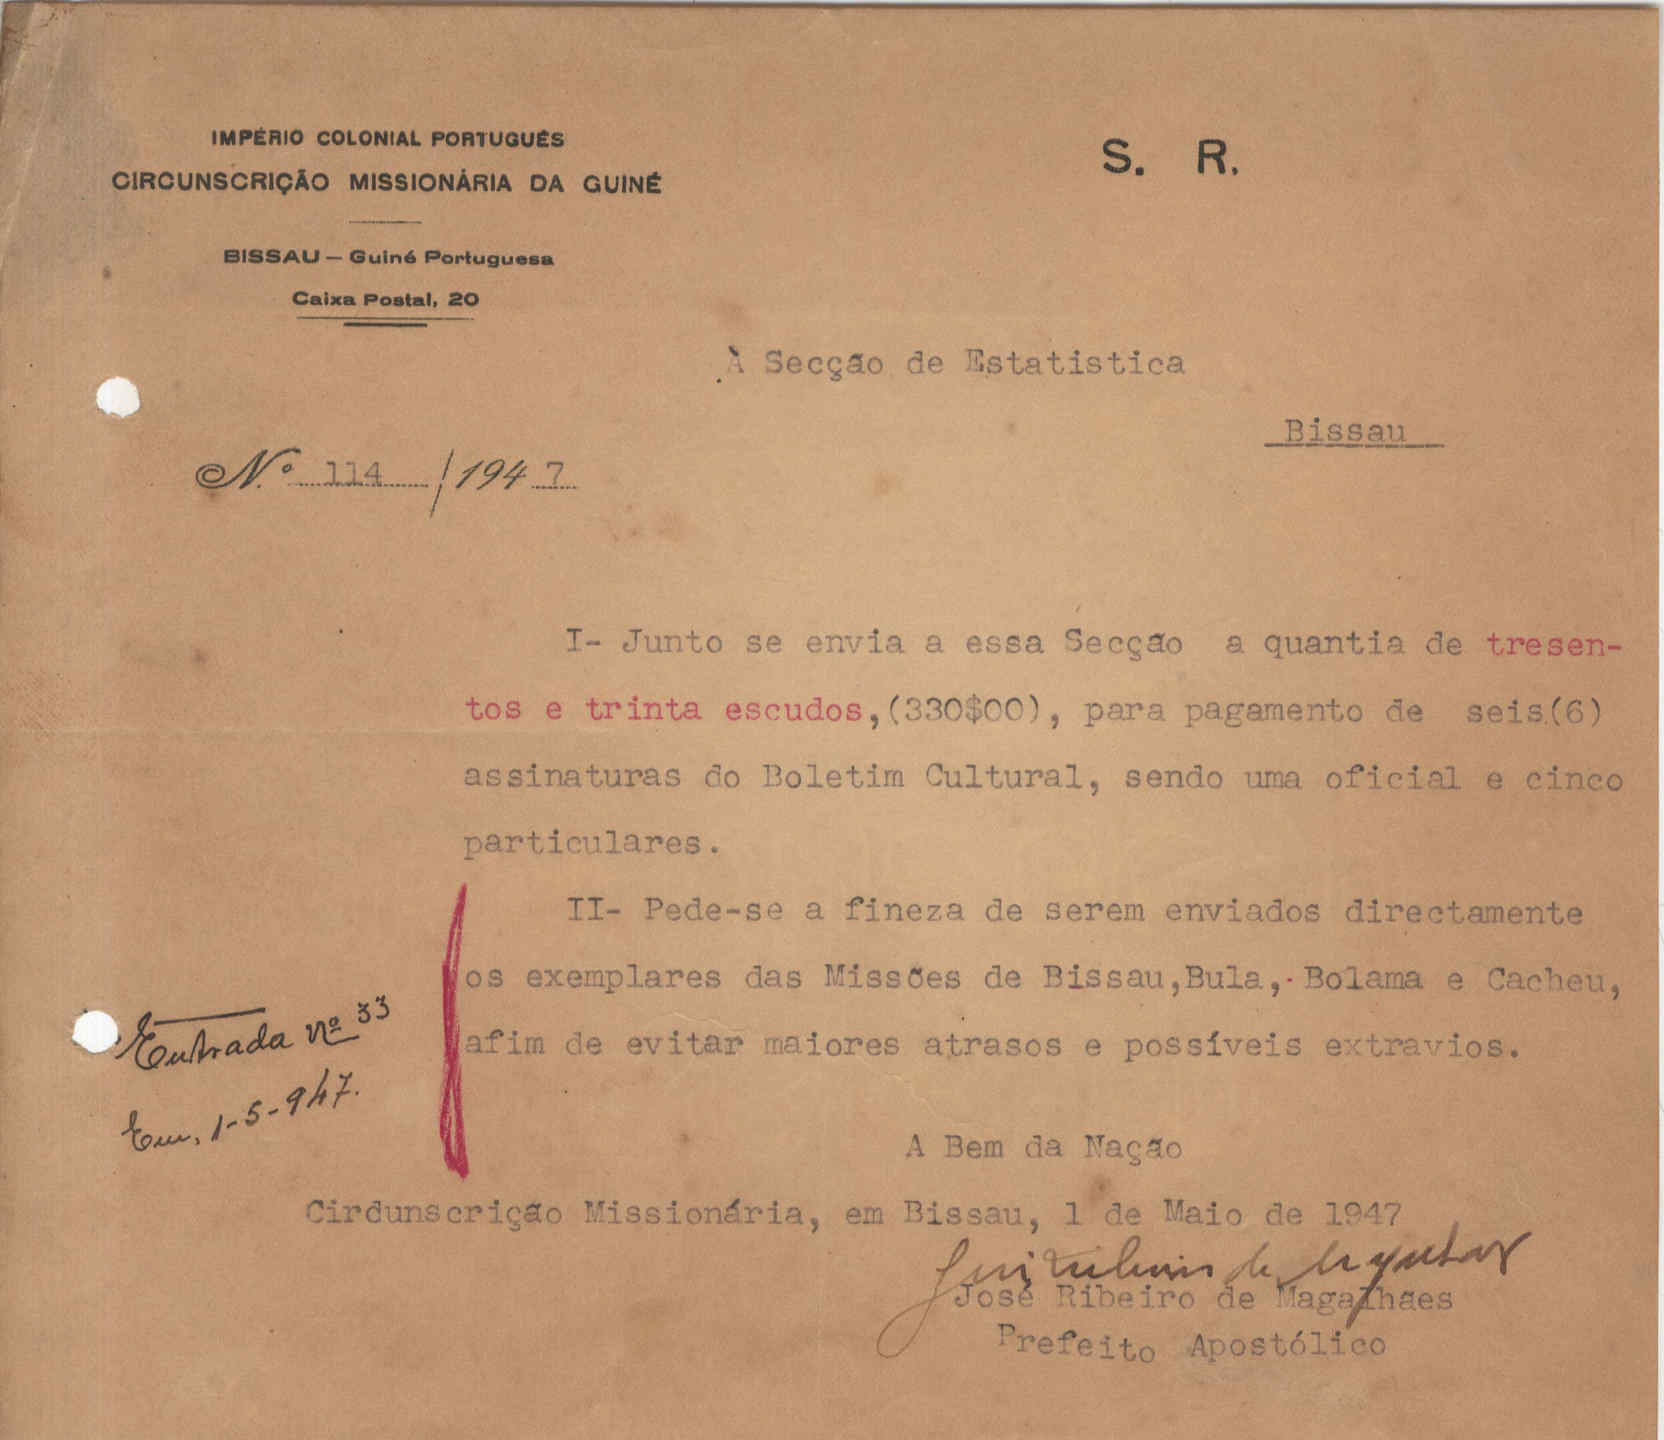 IMPÉRIO COLONIAL PORTUGUÊS
CIRCUNSCRIÇÃO MISSIONÁRIA DA GUINÉ
S. R.
BISSAU — Guiné Portuguesa
Caixa Postal, 20
À Secção de Estatistica
Bissau
N.º 114 / 1947
I- Junto se envia a essa Secção a quantia de tresen-
tos e trinta escudos,(330$00), para pagamento de seis(6)
assinaturas do Boletim Cultural, sendo uma oficial e cinco
particulares.
II- Pede-se a fineza de serem enviados directamente
os exemplares das Missões de Bissau,Bula, Bolama e Cacheu,
afim de evitar maiores atrasos e possíveis extravios.
Entrada nº 33
Em, 1-5-947.
A Bem da Nação
Cirdunscrição Missionária, em Bissau, 1 de Maio de 1947
José Ribeiro de Magalhães
Prefeito Apostólico